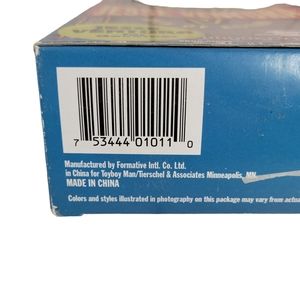 7 53444 01011 0
Manufactured by Formative Intl. Co. Ltd.
in China for Toyboy Man/Tierschel & Associates Minneapolis, MN
MADE IN CHINA
Colors and styles illustrated in photography on this package may vary from actual